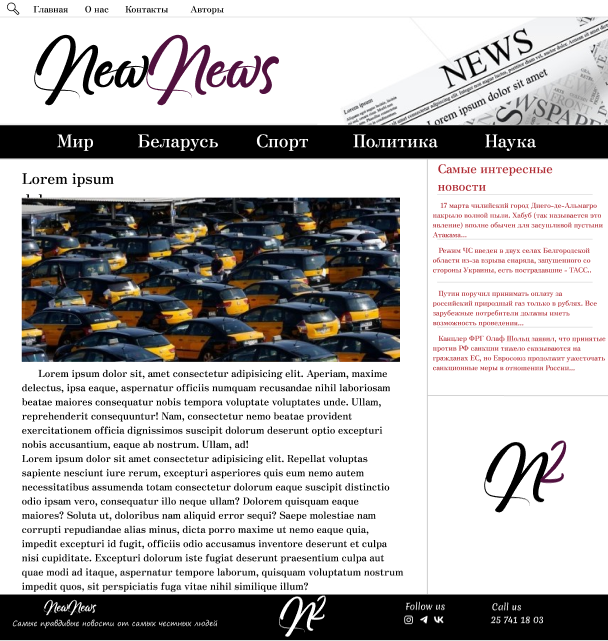 Главная О нас Контакты Авторы
NewNews
NEWS
Lorem ipsum dolor sit amet
Мир Беларусь Спорт Политика Наука
Lorem ipsum
Самые интересные
новости
17 марта чилийский город Диего-де-Альмагро
накрыло волной пыли. Хабуб (так называется это
явление) вполне обычен для засушливой пустыни
Атакама...
Режим ЧС введен в двух селах Белгородской
области из-за взрыва снаряда, запущенного со
стороны Украины, есть пострадавшие - ТАСС..
Путин поручил принимать оплату за
российский природный газ только в рублях. Все
зарубежные потребители должны иметь
возможность проведения...
Канцлер ФРГ Олаф Шольц заявил, что принятые
против РФ санкции тяжело сказываются на
гражданах ЕС, но Евросоюз продолжит ужесточать
санкционные меры в отношении России...
Lorem ipsum dolor sit, amet consectetur adipisicing elit. Aperiam, maxime
delectus, ipsa eaque, aspernatur officiis numquam recusandae nihil laboriosam
beatae maiores consequatur nobis tempora voluptate voluptates unde. Ullam,
reprehenderit consequuntur! Nam, consectetur nemo beatae provident
exercitationem officia dignissimos suscipit dolorum deserunt optio excepturi
nobis accusantium, eaque ab nostrum. Ullam, ad!
Lorem ipsum dolor sit amet consectetur adipisicing elit. Repellat voluptas
sapiente nesciunt iure rerum, excepturi asperiores quis eum nemo autem
necessitatibus assumenda totam consectetur dolorum eaque suscipit distinctio
odio ipsam vero, consequatur illo neque ullam? Dolorem quisquam eaque
maiores? Soluta ut, doloribus nam aliquid error sequi? Saepe molestiae nam
corrupti repudiandae alias minus, dicta porro maxime ut nemo eaque quia,
impedit excepturi id fugit, officiis odio accusamus inventore deserunt et culpa
nisi cupiditate. Excepturi dolorum iste fugiat deserunt praesentium culpa aut
quae modi ad itaque, aspernatur tempore laborum, quisquam voluptatum nostrum
impedit quos, sit perspiciatis fuga vitae nihil similique illum?
N2
NewNews
Самые правдивые новости от самых честных людей
N2
Follow us
Call us
25 741 18 03